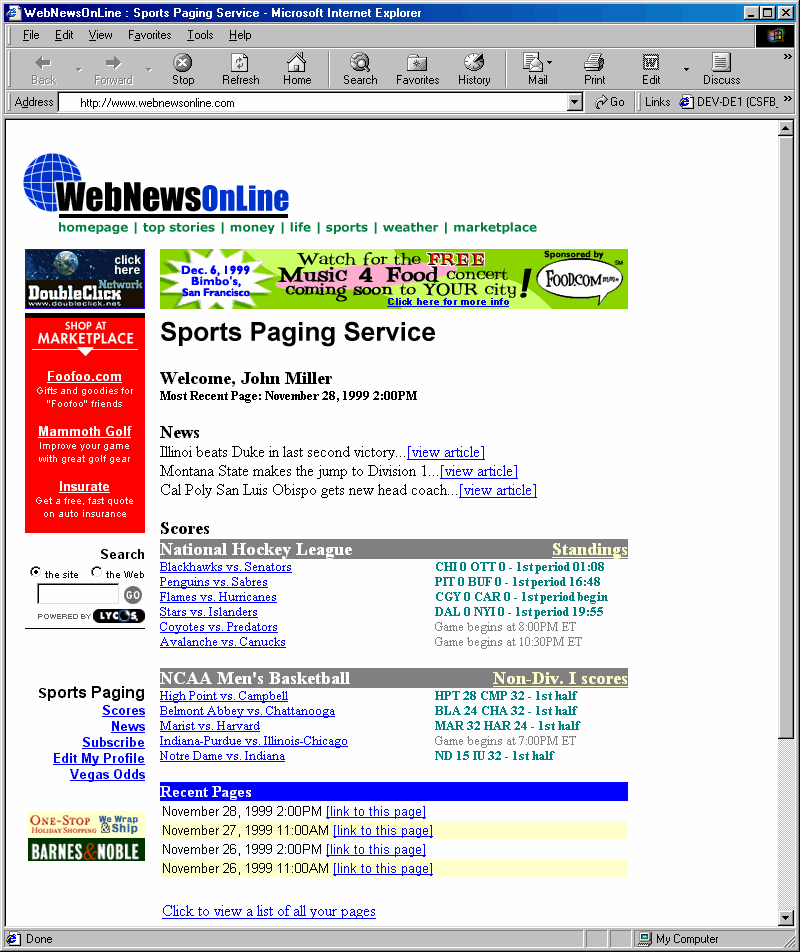 WebNewsOnLine : Sports Paging Service - Microsoft Internet Explorer
File Edit View Favorites Tools Help
Back Forward Stop Refresh Home Search Favorites History Mail Print Edit Discuss »
Address http://www.webnewsonline.com Go Links DEV-DE1 (CSFB_ »
WebNewsOnLine
homepage | top stories | money | life | sports | weather | marketplace
click
here
Network
DoubleClick
www.doubleclick.net
Dec. 6, 1999
Bimbo's,
San Francisco
Watch for the FREE
Music 4 Food concert
coming soon to YOUR city!
Click here for more info
Sponsored by
FOOD.COM
SM
SHOP AT
MARKETPLACE
Foofoo.com
Gifts and goodies for
"Foofoo" friends
Mammoth Golf
Improve your game
with great golf gear
Insurate
Get a free, fast quote
on auto insurance
Search
the site the Web
GO
POWERED BY LYCOS
Sports Paging
Scores
News
Subscribe
Edit My Profile
Vegas Odds
ONE-STOP
HOLIDAY SHOPPING
We Wrap
& Ship
BARNES&NOBLE
Sports Paging Service
Welcome, John Miller
Most Recent Page: November 28, 1999 2:00PM
News
Illinoi beats Duke in last second victory...[view article]
Montana State makes the jump to Division 1...[view article]
Cal Poly San Luis Obispo gets new head coach...[view article]
Scores
National Hockey League Standings
Blackhawks vs. Senators CHI 0 OTT 0 - 1st period 01:08
Penguins vs. Sabres PIT 0 BUF 0 - 1st period 16:48
Flames vs. Hurricanes CGY 0 CAR 0 - 1st period begin
Stars vs. Islanders DAL 0 NYI 0 - 1st period 19:55
Coyotes vs. Predators Game begins at 8:00PM ET
Avalanche vs. Canucks Game begins at 10:30PM ET
NCAA Men's Basketball Non-Div. I scores
High Point vs. Campbell HPT 28 CMP 32 - 1st half
Belmont Abbey vs. Chattanooga BLA 24 CHA 32 - 1st half
Marist vs. Harvard MAR 32 HAR 24 - 1st half
Indiana-Purdue vs. Illinois-Chicago Game begins at 7:00PM ET
Notre Dame vs. Indiana ND 15 IU 32 - 1st half
Recent Pages
November 28, 1999 2:00PM [link to this page]
November 27, 1999 11:00AM [link to this page]
November 26, 1999 2:00PM [link to this page]
November 26, 1999 11:00AM [link to this page]
Click to view a list of all your pages
Done My Computer